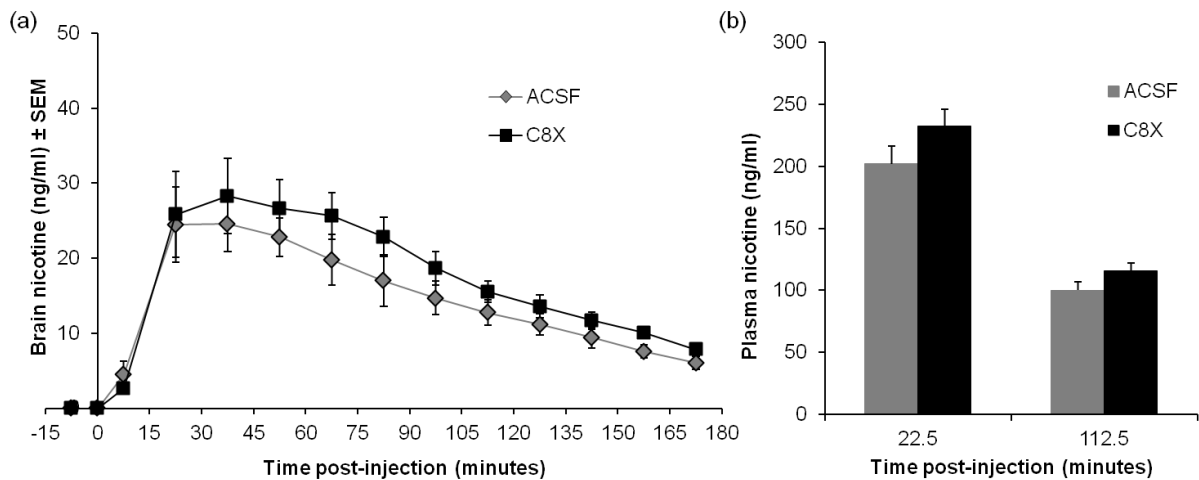 (a)
50
40
30
20
10
-15 0 15 30 45 60 75 90 105 120 135 150 165 180
Brain nicotine (ng/ml) ± SEM
Time post-injection (minutes)
ACSF
C8X
(b)
300
250
200
150
100
50
0
22.5 112.5
Plasma nicotine (ng/ml)
Time post-injection (minutes)
ACSF
C8X